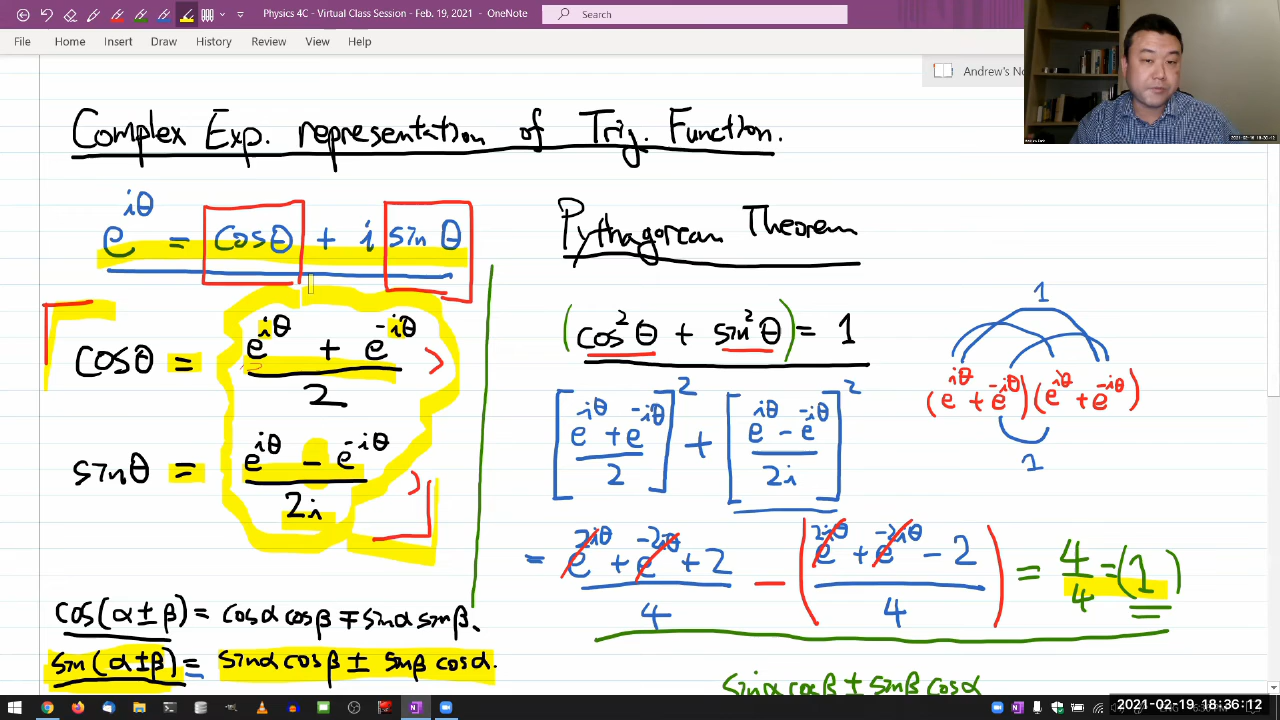 Physics 4C - Virtual Class Session - Feb. 19, 2021 - OneNote
Search
File Home Insert Draw History Review View Help
Andrew's No
Complex Exp. representation of Trig. Function.
e^{iθ} = cosθ + i sinθ
cosθ = (e^{iθ} + e^{-iθ}) / 2
sinθ = (e^{iθ} - e^{-iθ}) / 2i
cos(α±β) = cosα cosβ ∓ sinα sinβ.
sin(α±β) = sinα cosβ ± sinβ cosα.
Pythagorean Theorem
(cos²θ + sin²θ) = 1
[(e^{iθ} + e^{-iθ}) / 2]² + [(e^{iθ} - e^{-iθ}) / 2i]²
= (e^{2iθ} + e^{-2iθ} + 2) / 4 - ((e^{2iθ} + e^{-2iθ} - 2) / 4) = 4/4 = (1)
sinα cosβ ± sinβ cosα
1
(e^{iθ} + e^{-iθ})(e^{iθ} + e^{-iθ})
1
2021-02-19 18:36:12